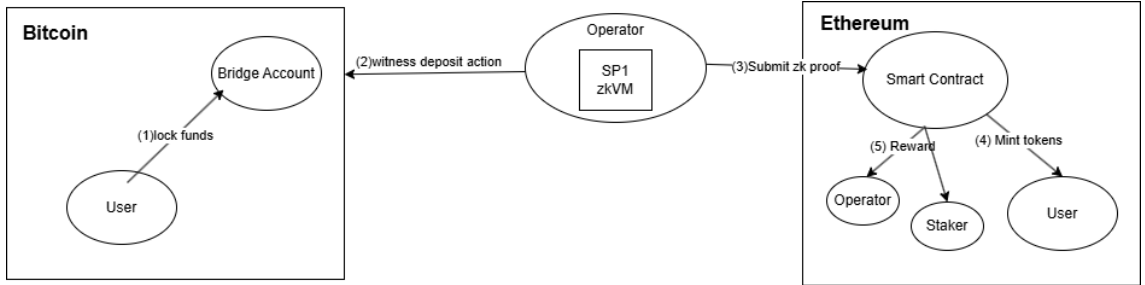 Bitcoin
Bridge Account
(1)lock funds
User
(2)witness deposit action
Operator
SP1
zkVM
(3)Submit zk proof
Ethereum
Smart Contract
(5) Reward
(4) Mint tokens
Operator
Staker
User